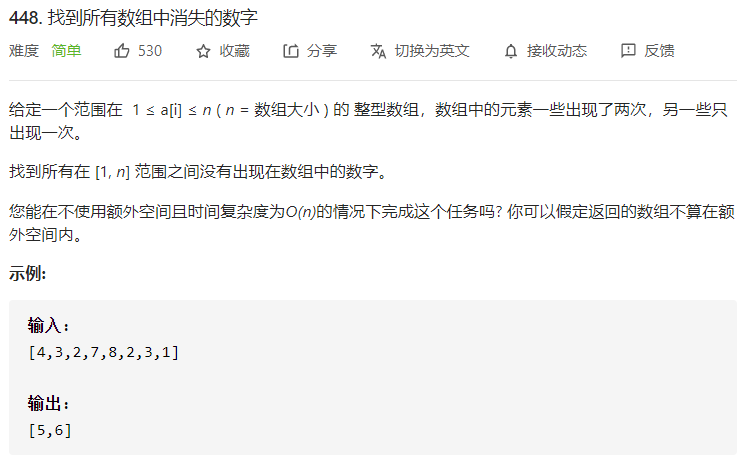 448. 找到所有数组中消失的数字
难度 简单 530 收藏 分享 切换为英文 接收动态 反馈
给定一个范围在 1 ≤ a[i] ≤ n ( n = 数组大小 ) 的 整型数组，数组中的元素一些出现了两次，另一些只
出现一次。
找到所有在 [1, n] 范围之间没有出现在数组中的数字。
您能在不使用额外空间且时间复杂度为O(n)的情况下完成这个任务吗? 你可以假定返回的数组不算在额
外空间内。
示例:
输入：
[4,3,2,7,8,2,3,1]
输出：
[5,6]